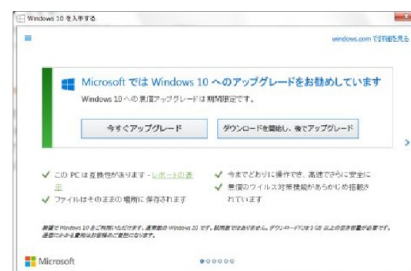 Windows 10 を入手する
windows.com で詳細を見る
Microsoft では Windows 10 へのアップグレードをお勧めしています
Windows 10 への無償アップグレードは期間限定です。
今すぐアップグレード
ダウンロードを開始し、後でアップグレード
✓ この PC は互換性があります - レポートの表
示
✓ ファイルはそのままの場所に保存されます
✓ 今までどおりに操作でき、高速でさらに安全に
✓ 無償のウイルス対策機能があらかじめ搭載さ
れています
Microsoft